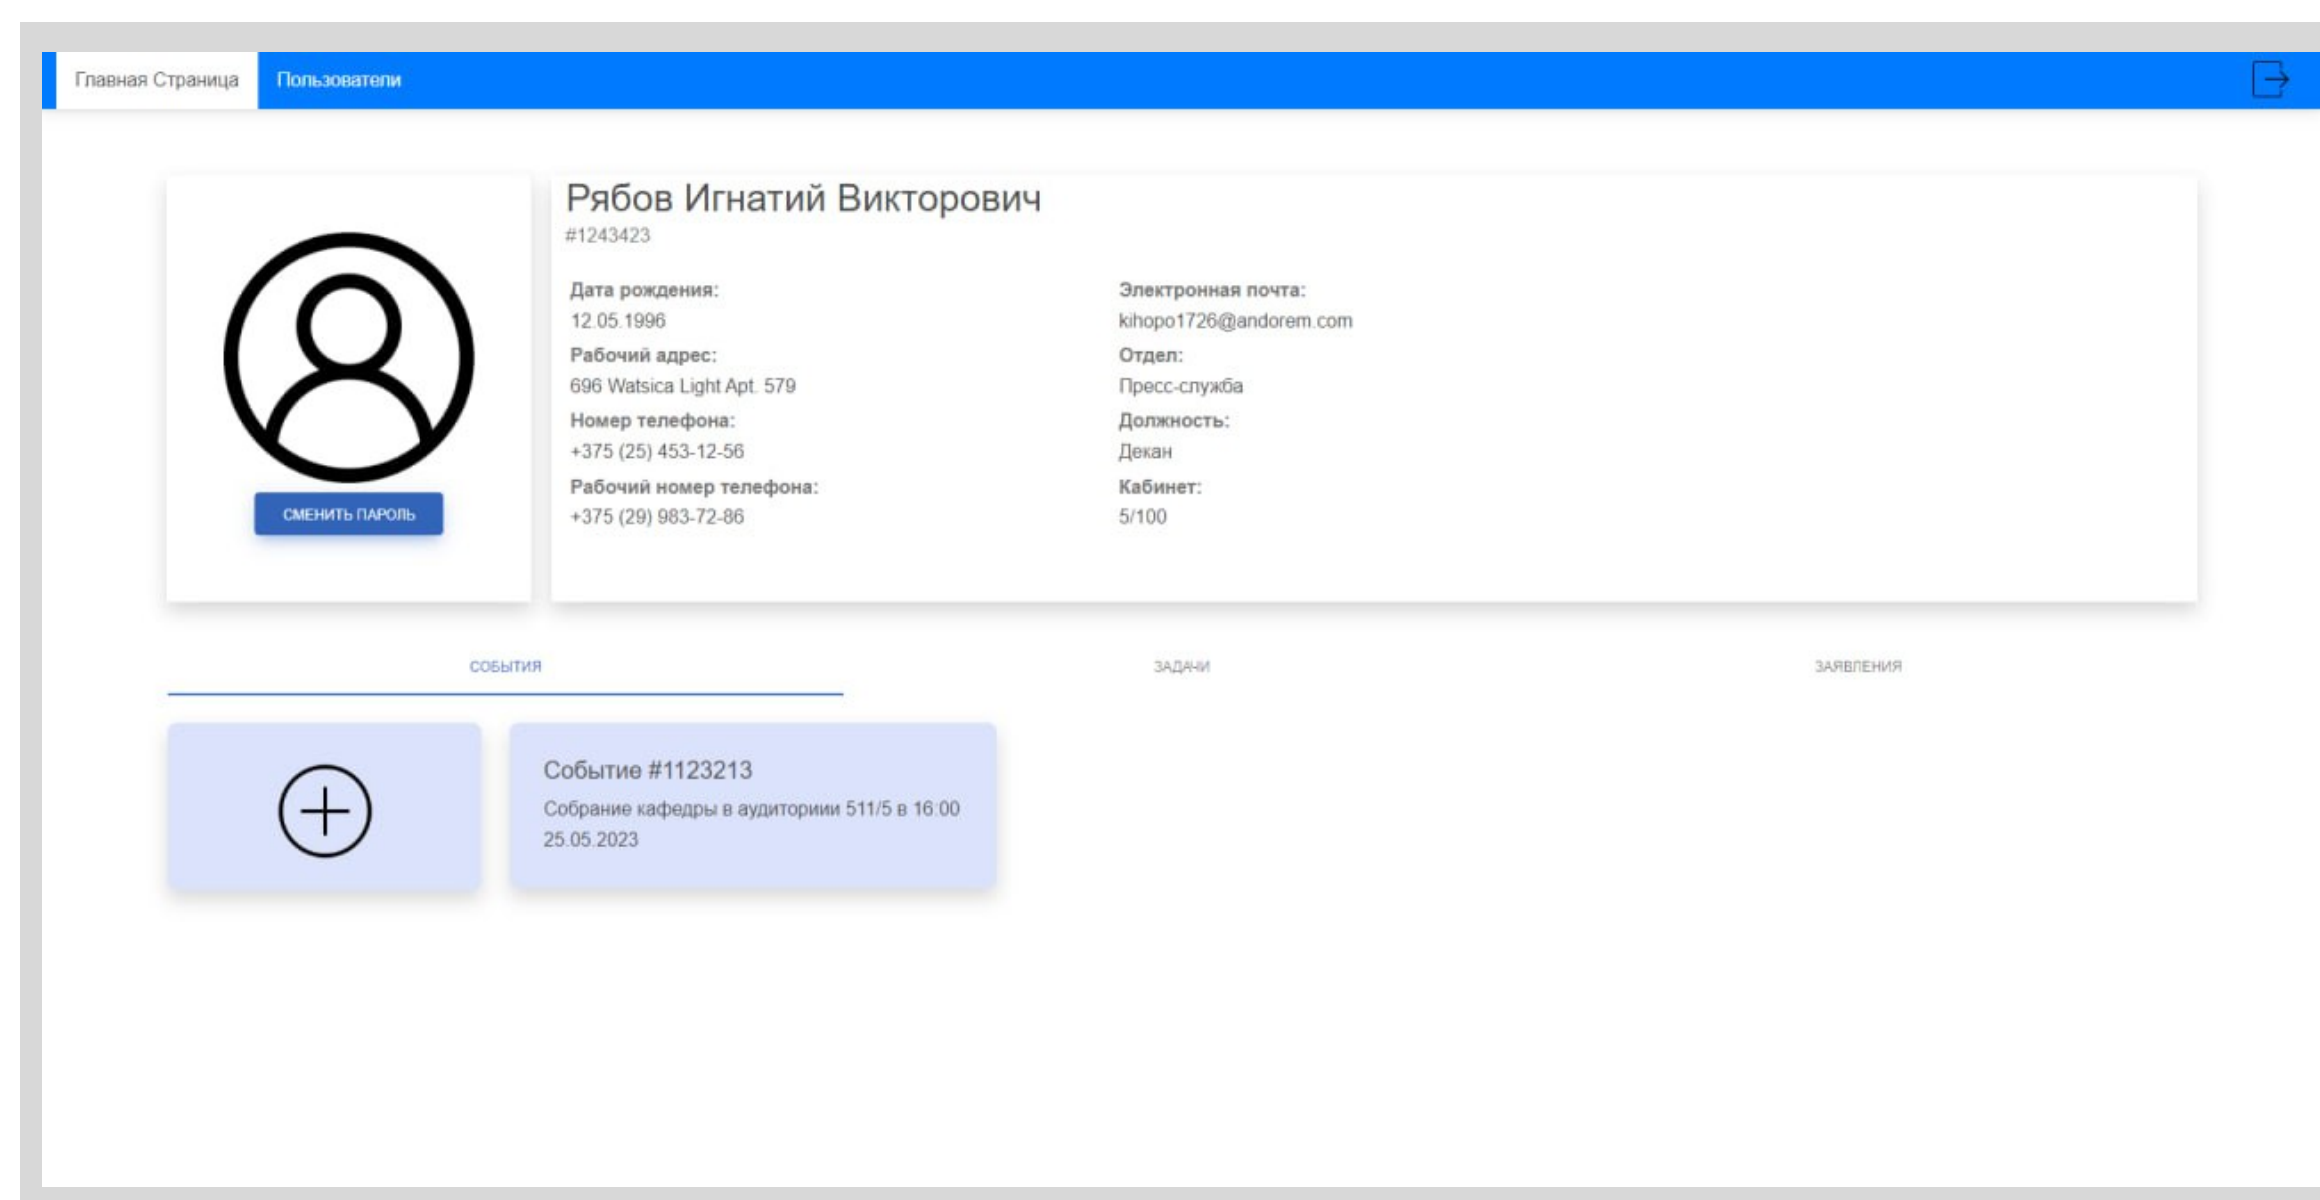 Главная Страница
Пользователи
Рябов Игнатий Викторович
#1243423
Дата рождения:
12.05.1996
Рабочий адрес:
696 Watsica Light Apt. 579
Номер телефона:
+375 (25) 453-12-56
Рабочий номер телефона:
+375 (29) 983-72-86
Электронная почта:
kihopo1726@andorem.com
Отдел:
Пресс-служба
Должность:
Декан
Кабинет:
5/100
СМЕНИТЬ ПАРОЛЬ
СОБЫТИЯ
ЗАДАЧИ
ЗАЯВЛЕНИЯ
Событие #1123213
Собрание кафедры в аудиториии 511/5 в 16:00
25.05.2023